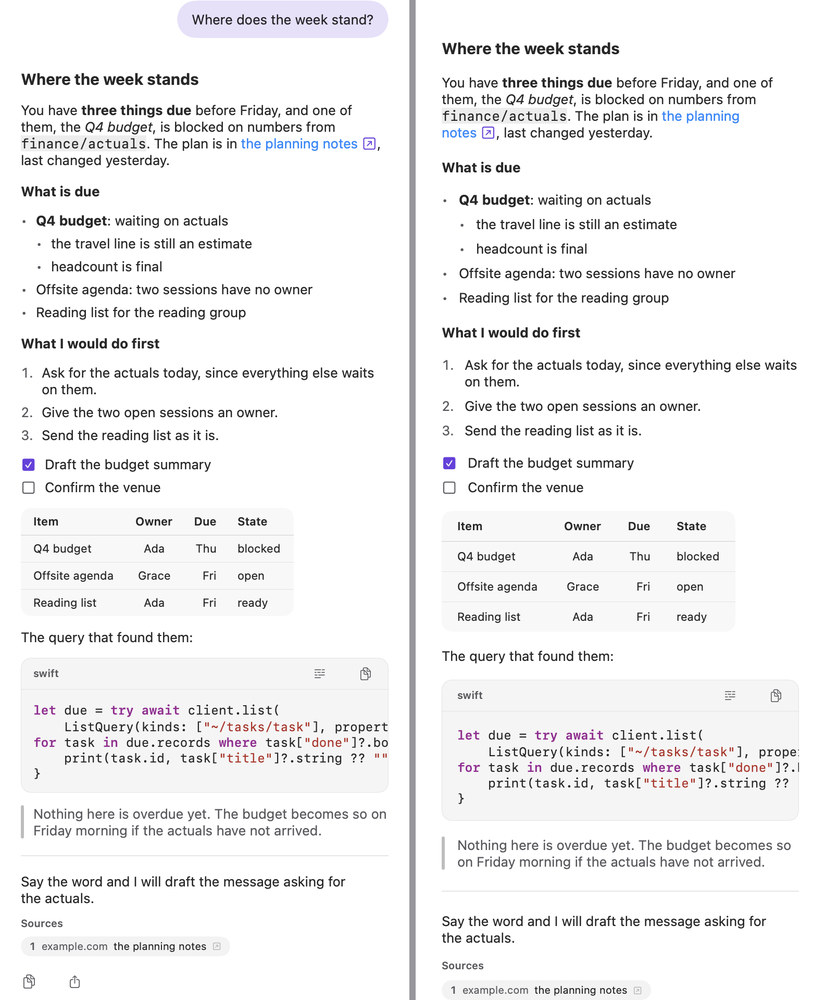 Where does the week stand?
Where the week stands
You have three things due before Friday, and one of
them, the Q4 budget, is blocked on numbers from
finance/actuals. The plan is in the planning notes,
last changed yesterday.
What is due
• Q4 budget: waiting on actuals
• the travel line is still an estimate
• headcount is final
• Offsite agenda: two sessions have no owner
• Reading list for the reading group
What I would do first
1. Ask for the actuals today, since everything else waits
on them.
2. Give the two open sessions an owner.
3. Send the reading list as it is.
Draft the budget summary
Confirm the venue
Item Owner Due State
Q4 budget Ada Thu blocked
Offsite agenda Grace Fri open
Reading list Ada Fri ready
The query that found them:
swift
let due = try await client.list(
    ListQuery(kinds: ["~/tasks/task"], propert
for task in due.records where task["done"]?.bo
    print(task.id, task["title"]?.string ?? ""
}
Nothing here is overdue yet. The budget becomes so on
Friday morning if the actuals have not arrived.
Say the word and I will draft the message asking for
the actuals.
Sources
1 example.com the planning notes
Where the week stands
You have three things due before Friday, and one of
them, the Q4 budget, is blocked on numbers from
finance/actuals. The plan is in the planning
notes, last changed yesterday.
What is due
• Q4 budget: waiting on actuals
• the travel line is still an estimate
• headcount is final
• Offsite agenda: two sessions have no owner
• Reading list for the reading group
What I would do first
1. Ask for the actuals today, since everything else waits
on them.
2. Give the two open sessions an owner.
3. Send the reading list as it is.
Draft the budget summary
Confirm the venue
Item Owner Due State
Q4 budget Ada Thu blocked
Offsite agenda Grace Fri open
Reading list Ada Fri ready
The query that found them:
swift
let due = try await client.list(
    ListQuery(kinds: ["~/tasks/task"], prope
for task in due.records where task["done"]?.
    print(task.id, task["title"]?.string ??
}
Nothing here is overdue yet. The budget becomes so
on Friday morning if the actuals have not arrived.
Say the word and I will draft the message asking for
the actuals.
Sources
1 example.com the planning notes